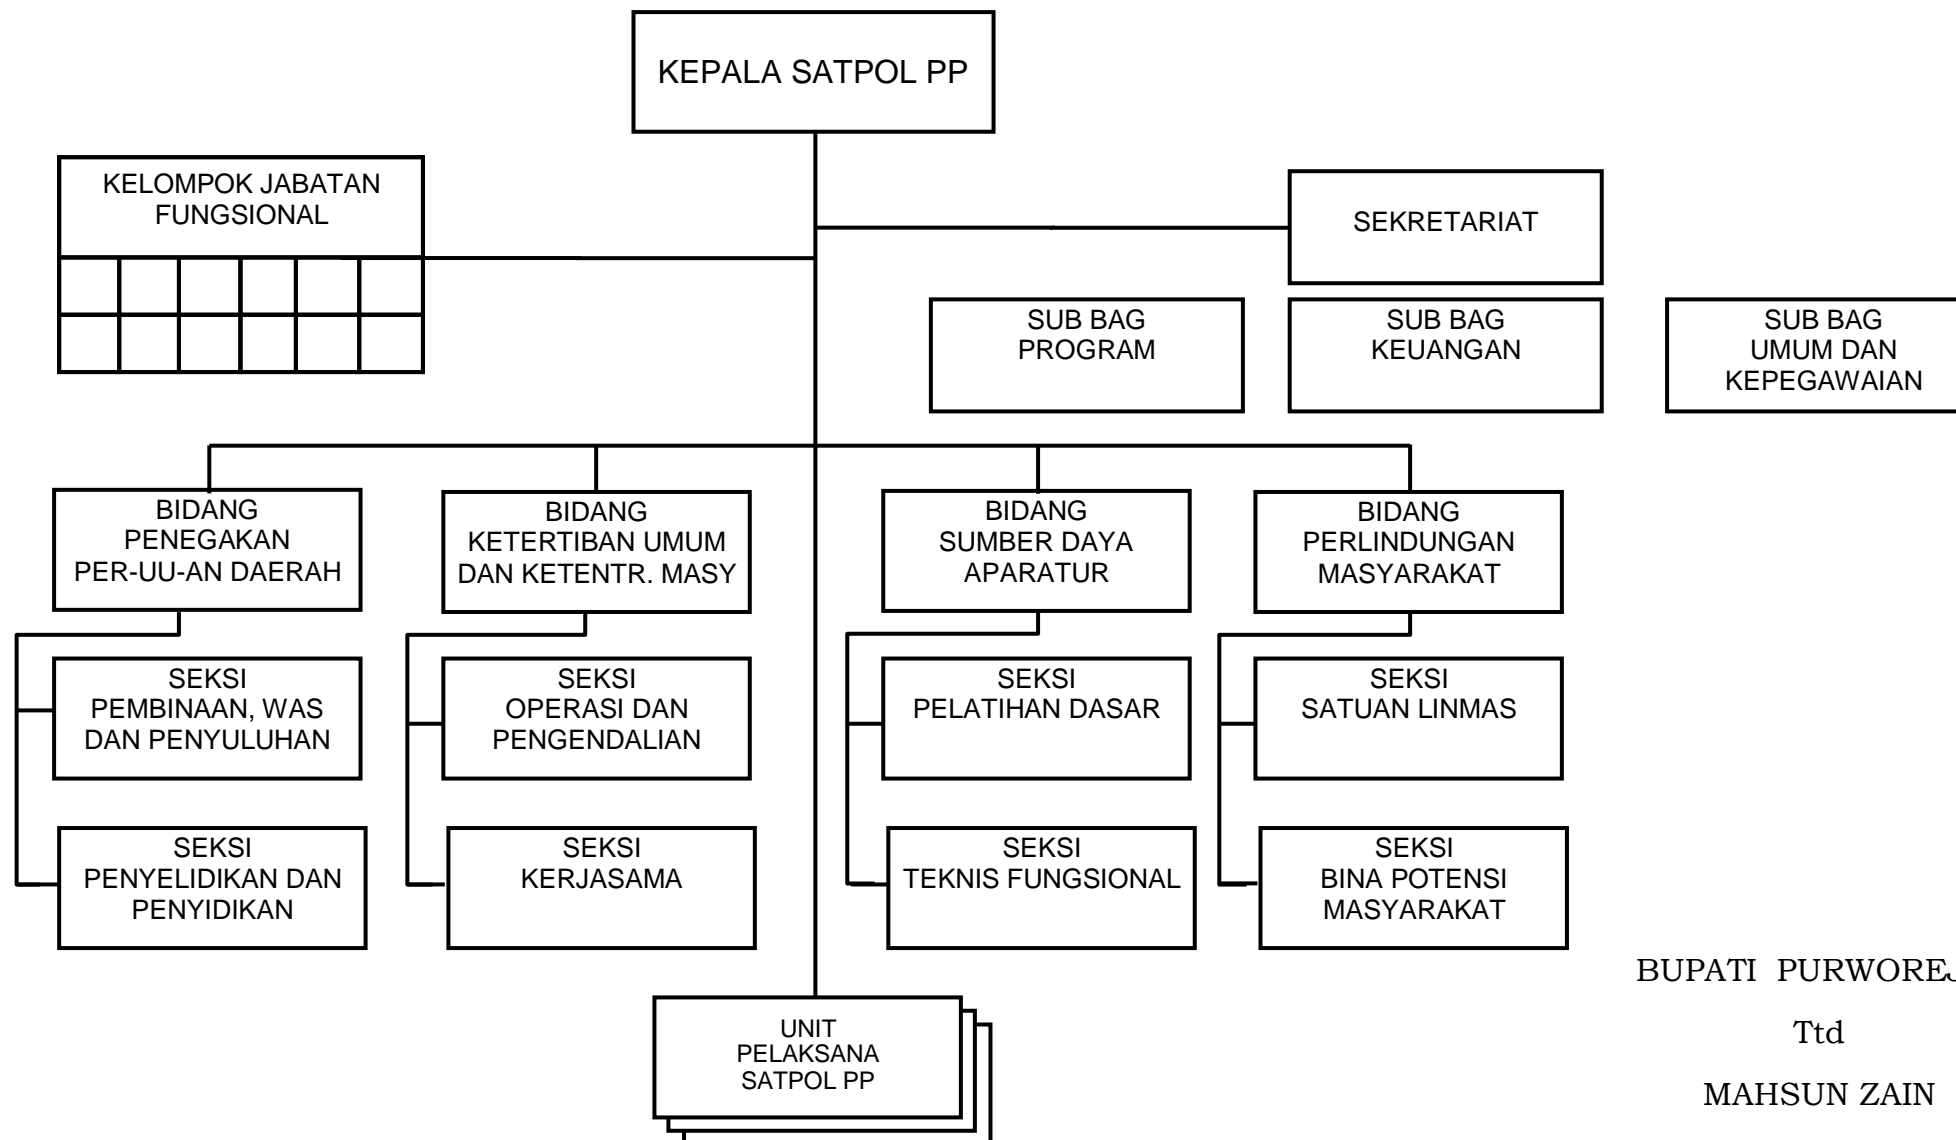 KEPALA SATPOL PP
KELOMPOK JABATAN
FUNGSIONAL
SEKRETARIAT
SUB BAG
PROGRAM
SUB BAG
KEUANGAN
SUB BAG
UMUM DAN
KEPEGAWAIAN
BIDANG
PENEGAKAN
PER-UU-AN DAERAH
BIDANG
KETERTIBAN UMUM
DAN KETENTR. MASY
BIDANG
SUMBER DAYA
APARATUR
BIDANG
PERLINDUNGAN
MASYARAKAT
SEKSI
PEMBINAAN, WAS
DAN PENYULUHAN
SEKSI
OPERASI DAN
PENGENDALIAN
SEKSI
PELATIHAN DASAR
SEKSI
SATUAN LINMAS
SEKSI
PENYELIDIKAN DAN
PENYIDIKAN
SEKSI
KERJASAMA
SEKSI
TEKNIS FUNGSIONAL
SEKSI
BINA POTENSI
MASYARAKAT
UNIT
PELAKSANA
SATPOL PP
BUPATI PURWOREJ
Ttd
MAHSUN ZAIN